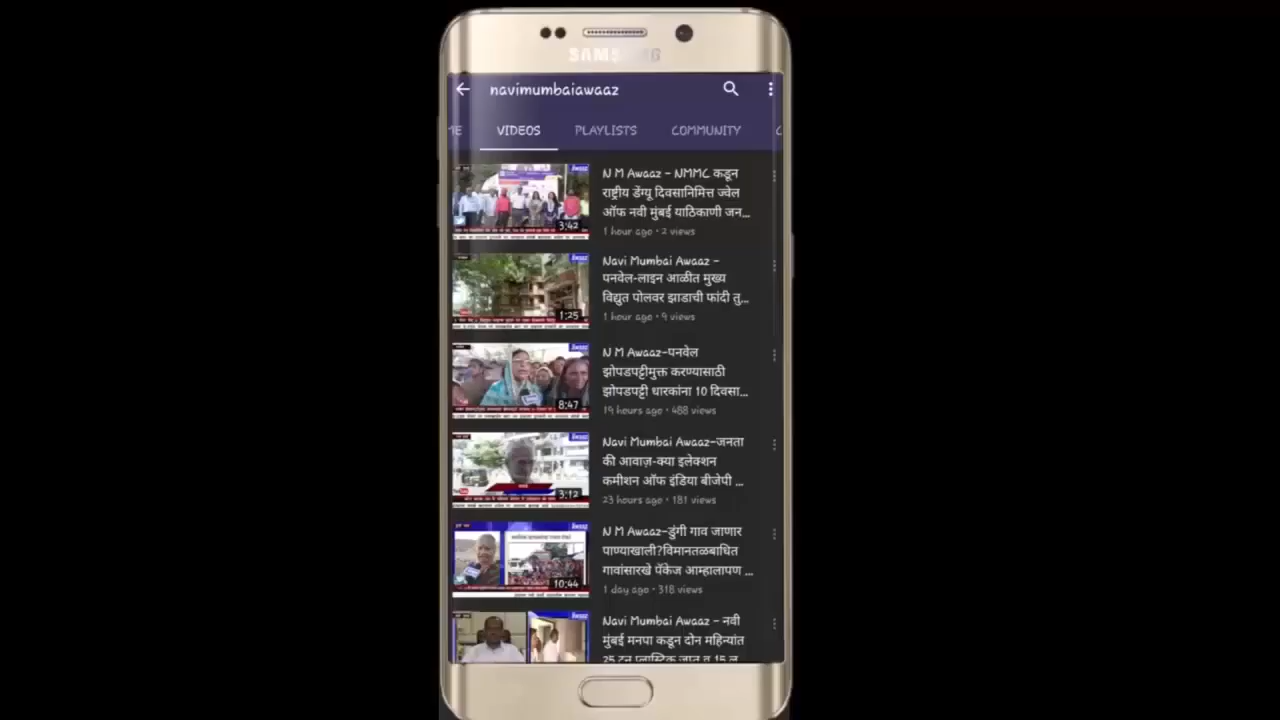 SAMSUNG
navimumbaiawaaz
VIDEOS
PLAYLISTS
COMMUNITY
N M Awaaz - NMMC कडून
राष्ट्रीय डेंग्यू दिवसानिमित्त ज्वेल
ऑफ नवी मुंबई याठिकाणी जन...
1 hour ago • 2 views
3:42
Navi Mumbai Awaaz -
पनवेल-लाइन आळीत मुख्य
विद्युत पोलवर झाडाची फांदी तु...
1 hour ago • 9 views
1:25
N M Awaaz-पनवेल
झोपडपट्टीमुक्त करण्यासाठी
झोपडपट्टी धारकांना 10 दिवसा...
19 hours ago • 488 views
8:47
Navi Mumbai Awaaz-जनता
की आवाज़-क्या इलेक्शन
कमीशन ऑफ इंडिया बीजेपी ...
23 hours ago • 181 views
3:12
N M Awaaz-डुंगी गाव जाणार
पाण्याखाली?विमानतळबाधित
गावांसारखे पॅकेज आम्हालापण ...
1 day ago • 318 views
10:44
Navi Mumbai Awaaz - नवी
मुंबई मनपा कडून दोन महिन्यांत
25 टन प्लास्टिक जप्त व 15 ल